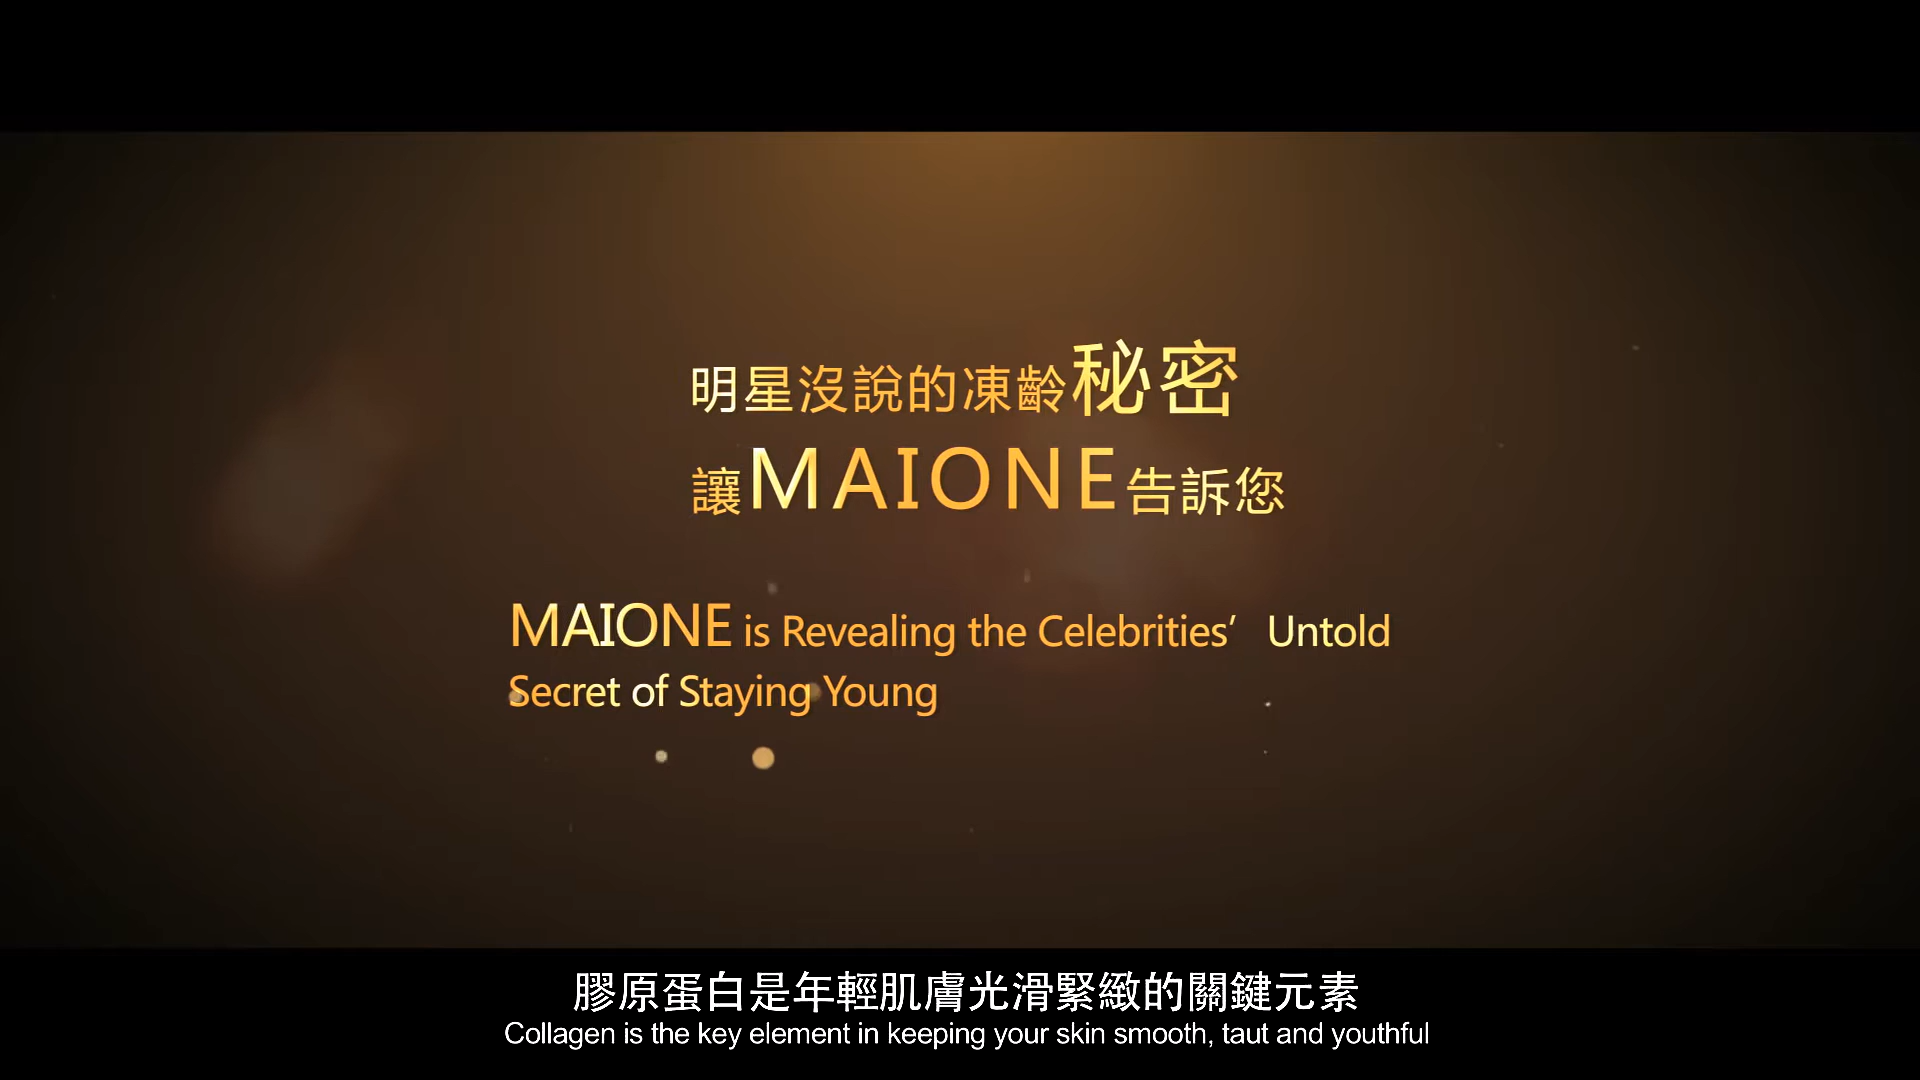 明星沒說的凍齡秘密
讓MAIONE告訴您
MAIONE is Revealing the Celebrities’ Untold
Secret of Staying Young
膠原蛋白是年輕肌膚光滑緊緻的關鍵元素
Collagen is the key element in keeping your skin smooth, taut and youthful